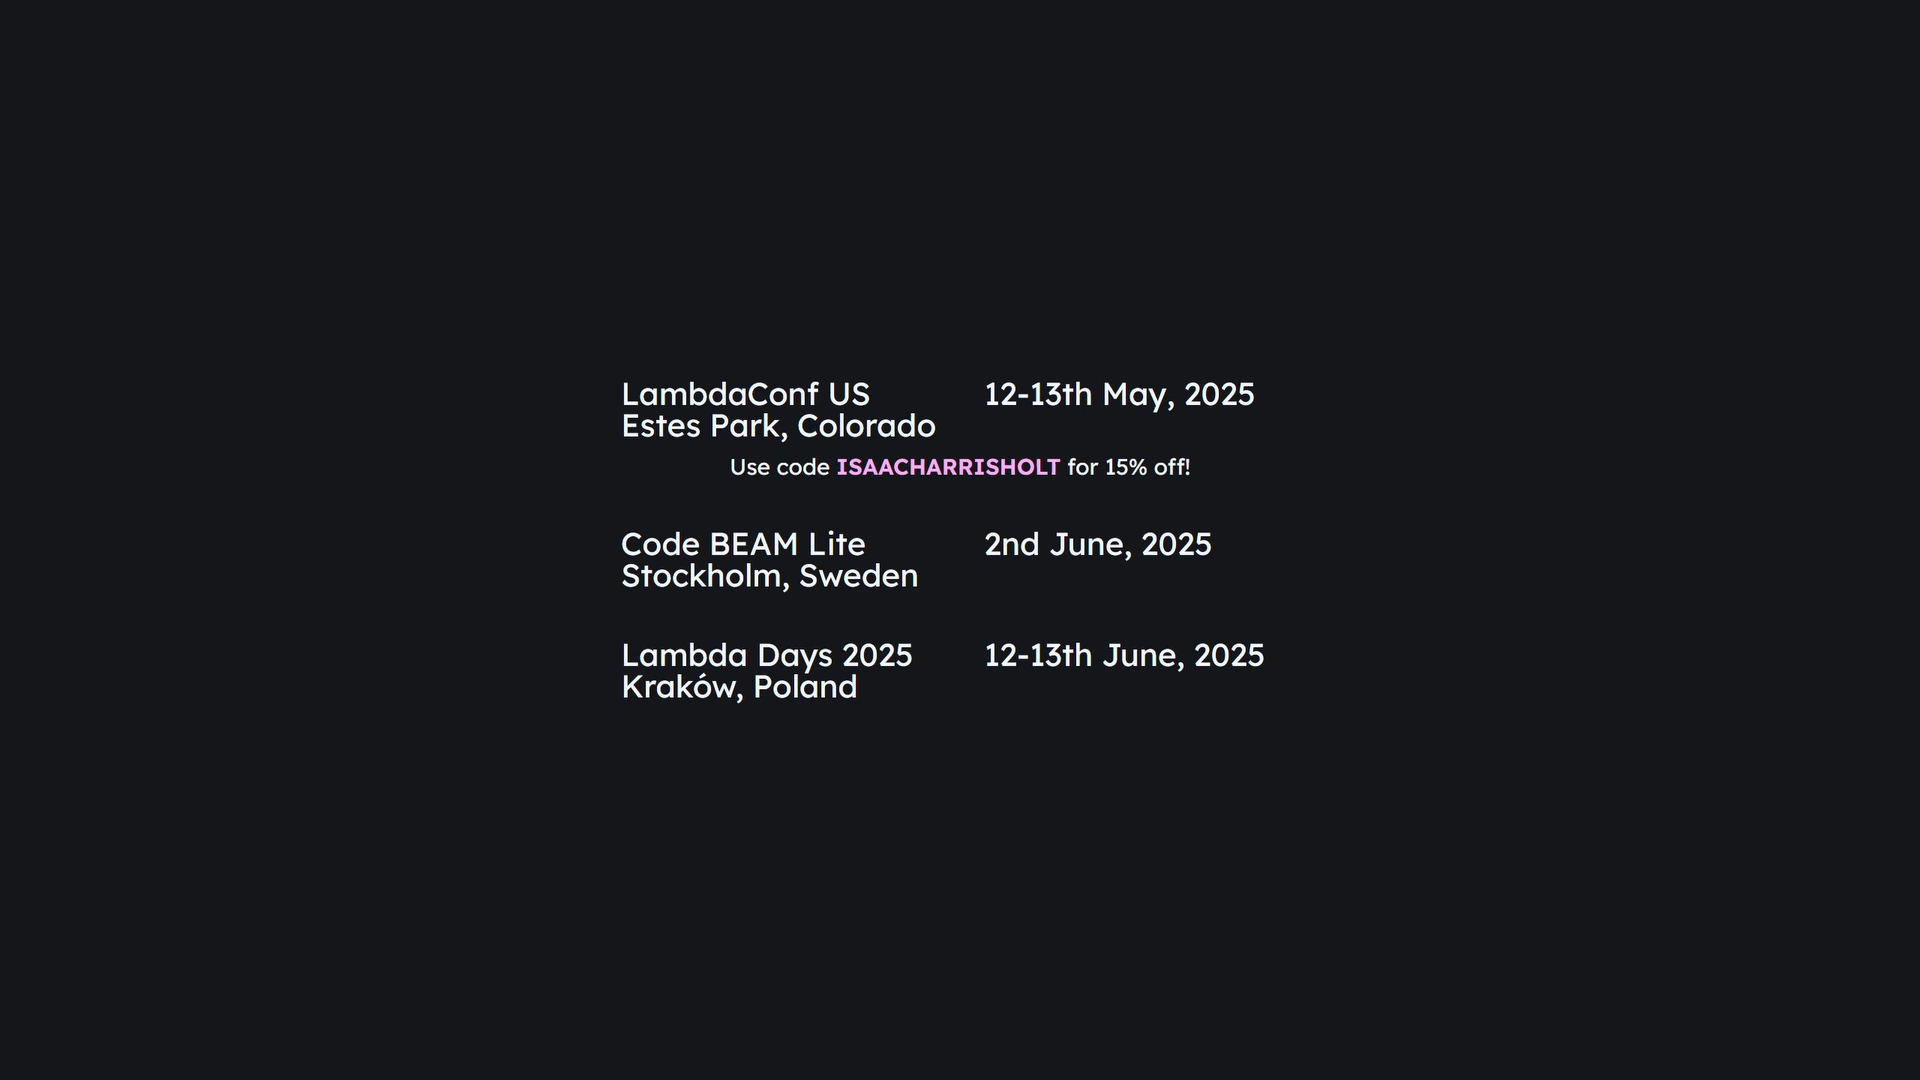 LambdaConf US
Estes Park, Colorado
12-13th May, 2025
Use code ISAACHARRISHOLT for 15% off!
Code BEAM Lite
Stockholm, Sweden
2nd June, 2025
Lambda Days 2025
Kraków, Poland
12-13th June, 2025